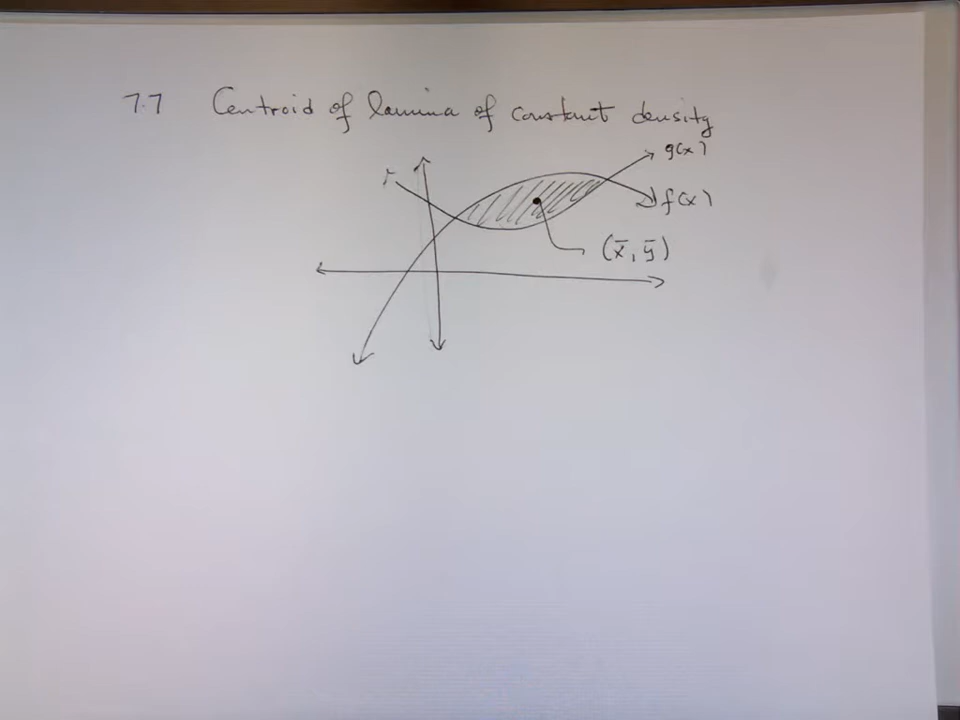 7.7 Centroid of lamina of constant density
g(x)
f(x)
(x̄, ȳ)